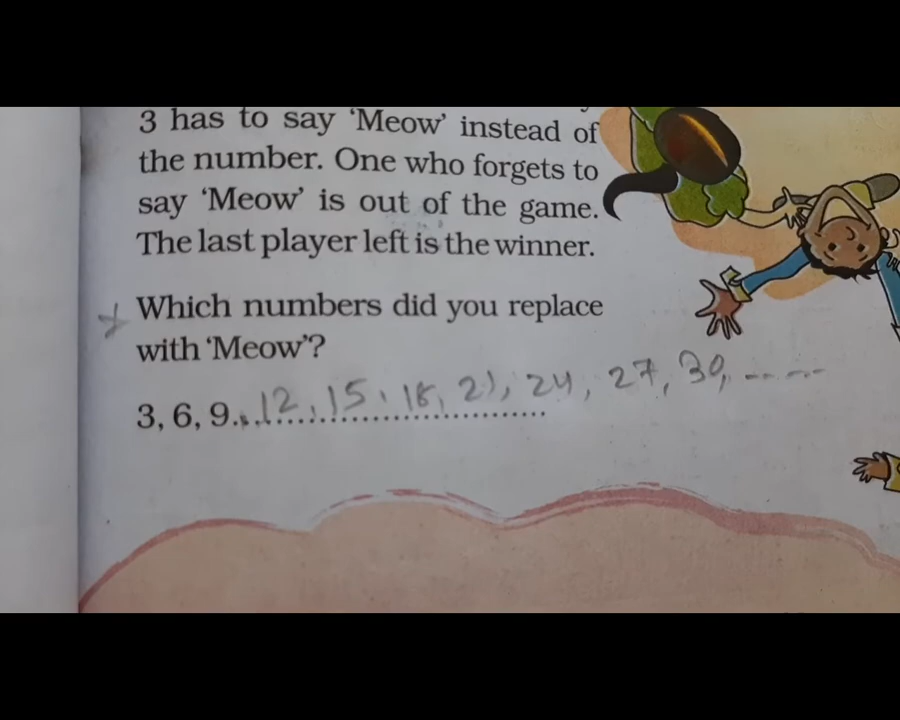 3 has to say ‘Meow’ instead of
the number. One who forgets to
say ‘Meow’ is out of the game.
The last player left is the winner.
Which numbers did you replace
with ‘Meow’?
3, 6, 9.. 12, 15, 18, 21, 24, 27, 30, -- ---